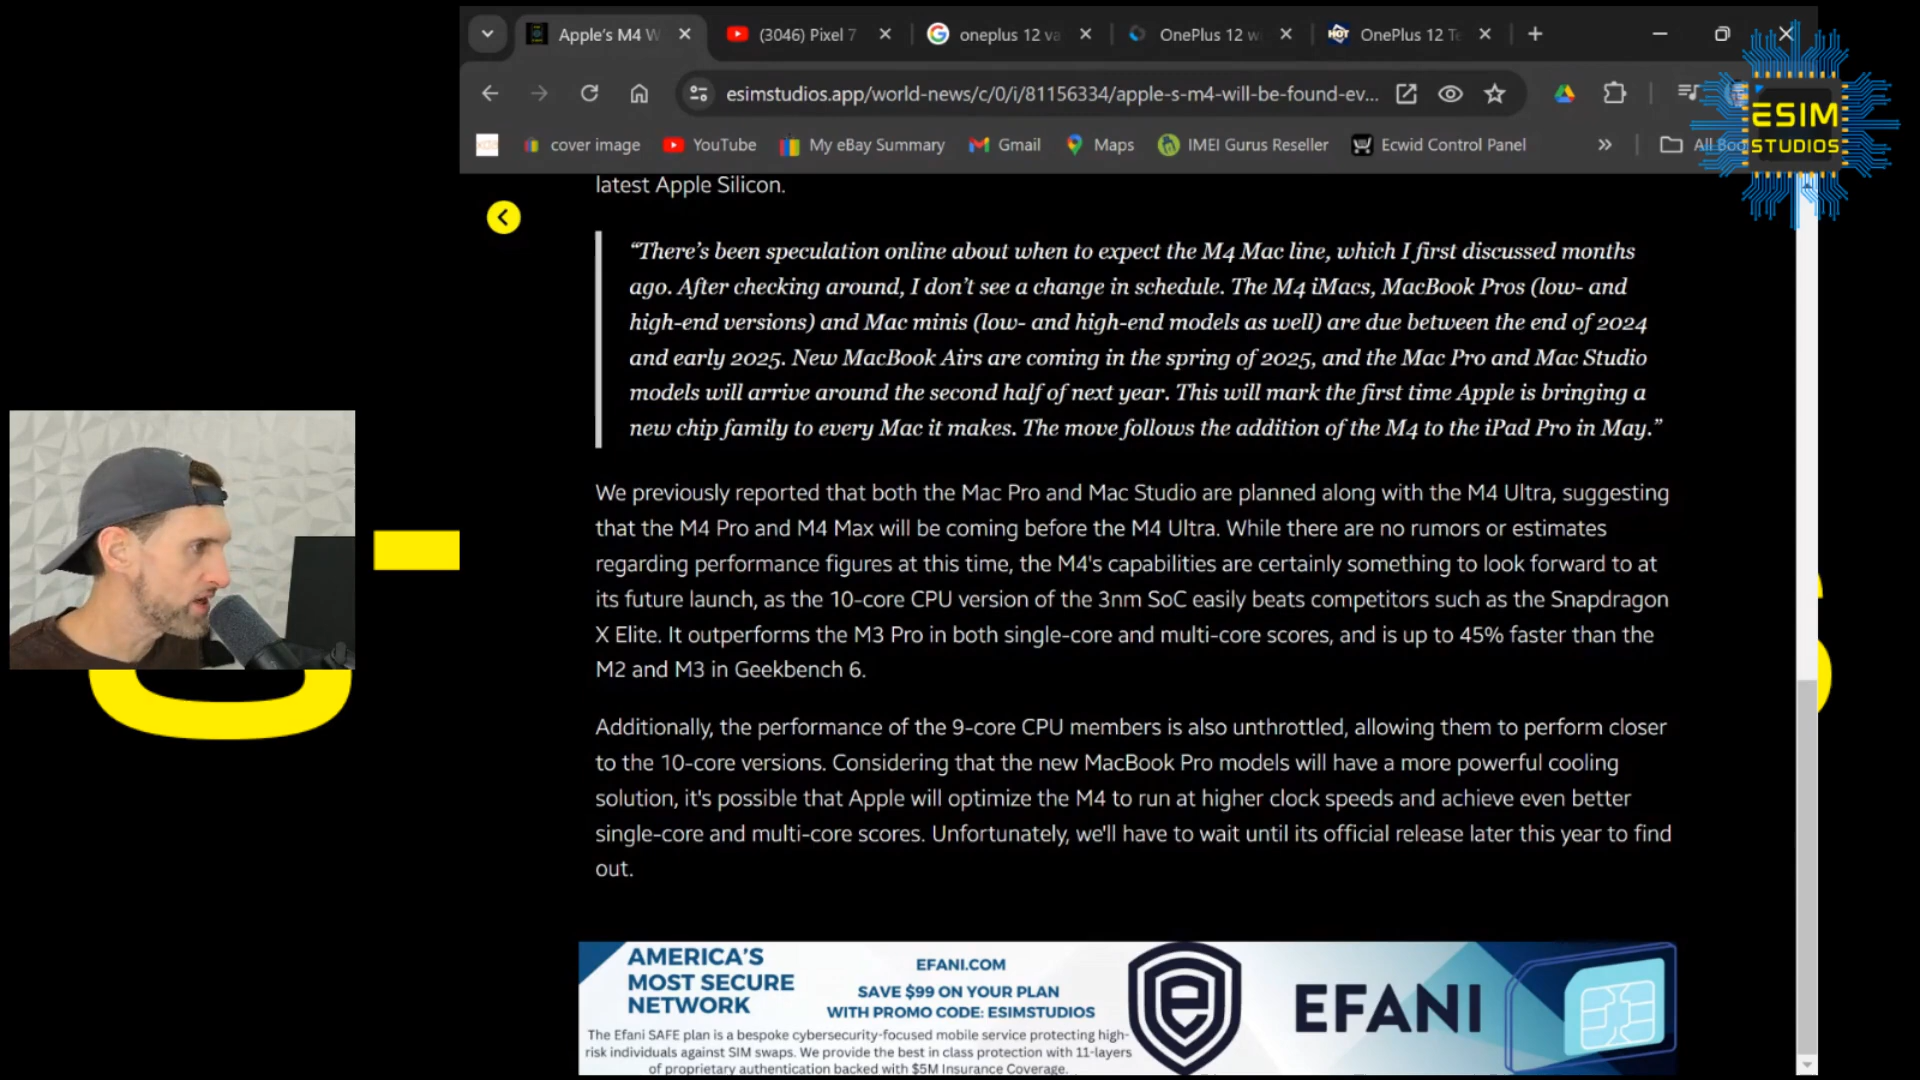 Apple's M4 W
(3046) Pixel 7
oneplus 12 va
OnePlus 12 w
HOT
OnePlus 12 Te
esimstudios.app/world-news/c/0/i/81156334/apple-s-m4-will-be-found-ev...
cover image
YouTube
My eBay Summary
Gmail
Maps
IMEI Gurus Reseller
Ecwid Control Panel
»
All Boo
ESIM
STUDIOS
latest Apple Silicon.
“There’s been speculation online about when to expect the M4 Mac line, which I first discussed months
ago. After checking around, I don’t see a change in schedule. The M4 iMacs, MacBook Pros (low- and
high-end versions) and Mac minis (low- and high-end models as well) are due between the end of 2024
and early 2025. New MacBook Airs are coming in the spring of 2025, and the Mac Pro and Mac Studio
models will arrive around the second half of next year. This will mark the first time Apple is bringing a
new chip family to every Mac it makes. The move follows the addition of the M4 to the iPad Pro in May.”
We previously reported that both the Mac Pro and Mac Studio are planned along with the M4 Ultra, suggesting
that the M4 Pro and M4 Max will be coming before the M4 Ultra. While there are no rumors or estimates
regarding performance figures at this time, the M4's capabilities are certainly something to look forward to at
its future launch, as the 10-core CPU version of the 3nm SoC easily beats competitors such as the Snapdragon
X Elite. It outperforms the M3 Pro in both single-core and multi-core scores, and is up to 45% faster than the
M2 and M3 in Geekbench 6.
Additionally, the performance of the 9-core CPU members is also unthrottled, allowing them to perform closer
to the 10-core versions. Considering that the new MacBook Pro models will have a more powerful cooling
solution, it's possible that Apple will optimize the M4 to run at higher clock speeds and achieve even better
single-core and multi-core scores. Unfortunately, we'll have to wait until its official release later this year to find
out.
AMERICA'S
MOST SECURE
NETWORK
EFANI.COM
SAVE $99 ON YOUR PLAN
WITH PROMO CODE: ESIMSTUDIOS
The Efani SAFE plan is a bespoke cybersecurity-focused mobile service protecting high-
risk individuals against SIM swaps. We provide the best in class protection with 11-layers
of proprietary authentication backed with $5M Insurance Coverage.
e
EFANI